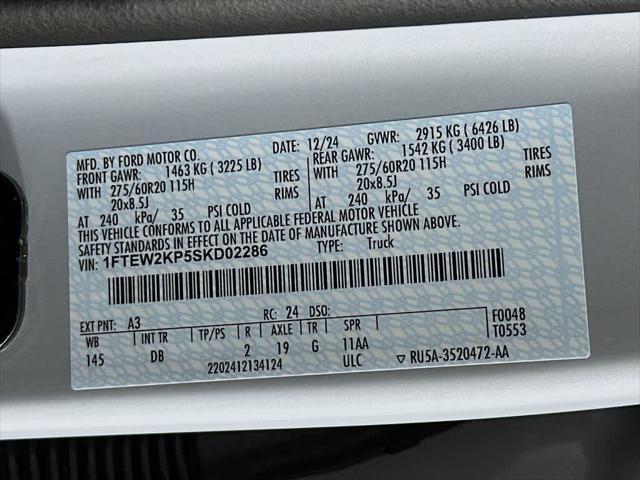 MFD. BY FORD MOTOR CO.
DATE: 12/24 GVWR: 2915 KG ( 6426 LB)
FRONT GAWR: 1463 KG ( 3225 LB)
REAR GAWR: 1542 KG ( 3400 LB)
WITH 275/60R20 115H TIRES
WITH 275/60R20 115H TIRES
20x8.5J RIMS
20x8.5J RIMS
AT 240 kPa/ 35 PSI COLD
AT 240 kPa/ 35 PSI COLD
THIS VEHICLE CONFORMS TO ALL APPLICABLE FEDERAL MOTOR VEHICLE
SAFETY STANDARDS IN EFFECT ON THE DATE OF MANUFACTURE SHOWN ABOVE.
VIN: 1FTEW2KP5SKD02286
TYPE: Truck
EXT PNT: A3 RC: 24 DSO:
F0048
WB INT TR TP/PS R AXLE TR SPR
T0553
145 DB 2 19 G 11AA
2202412134124 ULC
▼ RU5A-3520472-AA